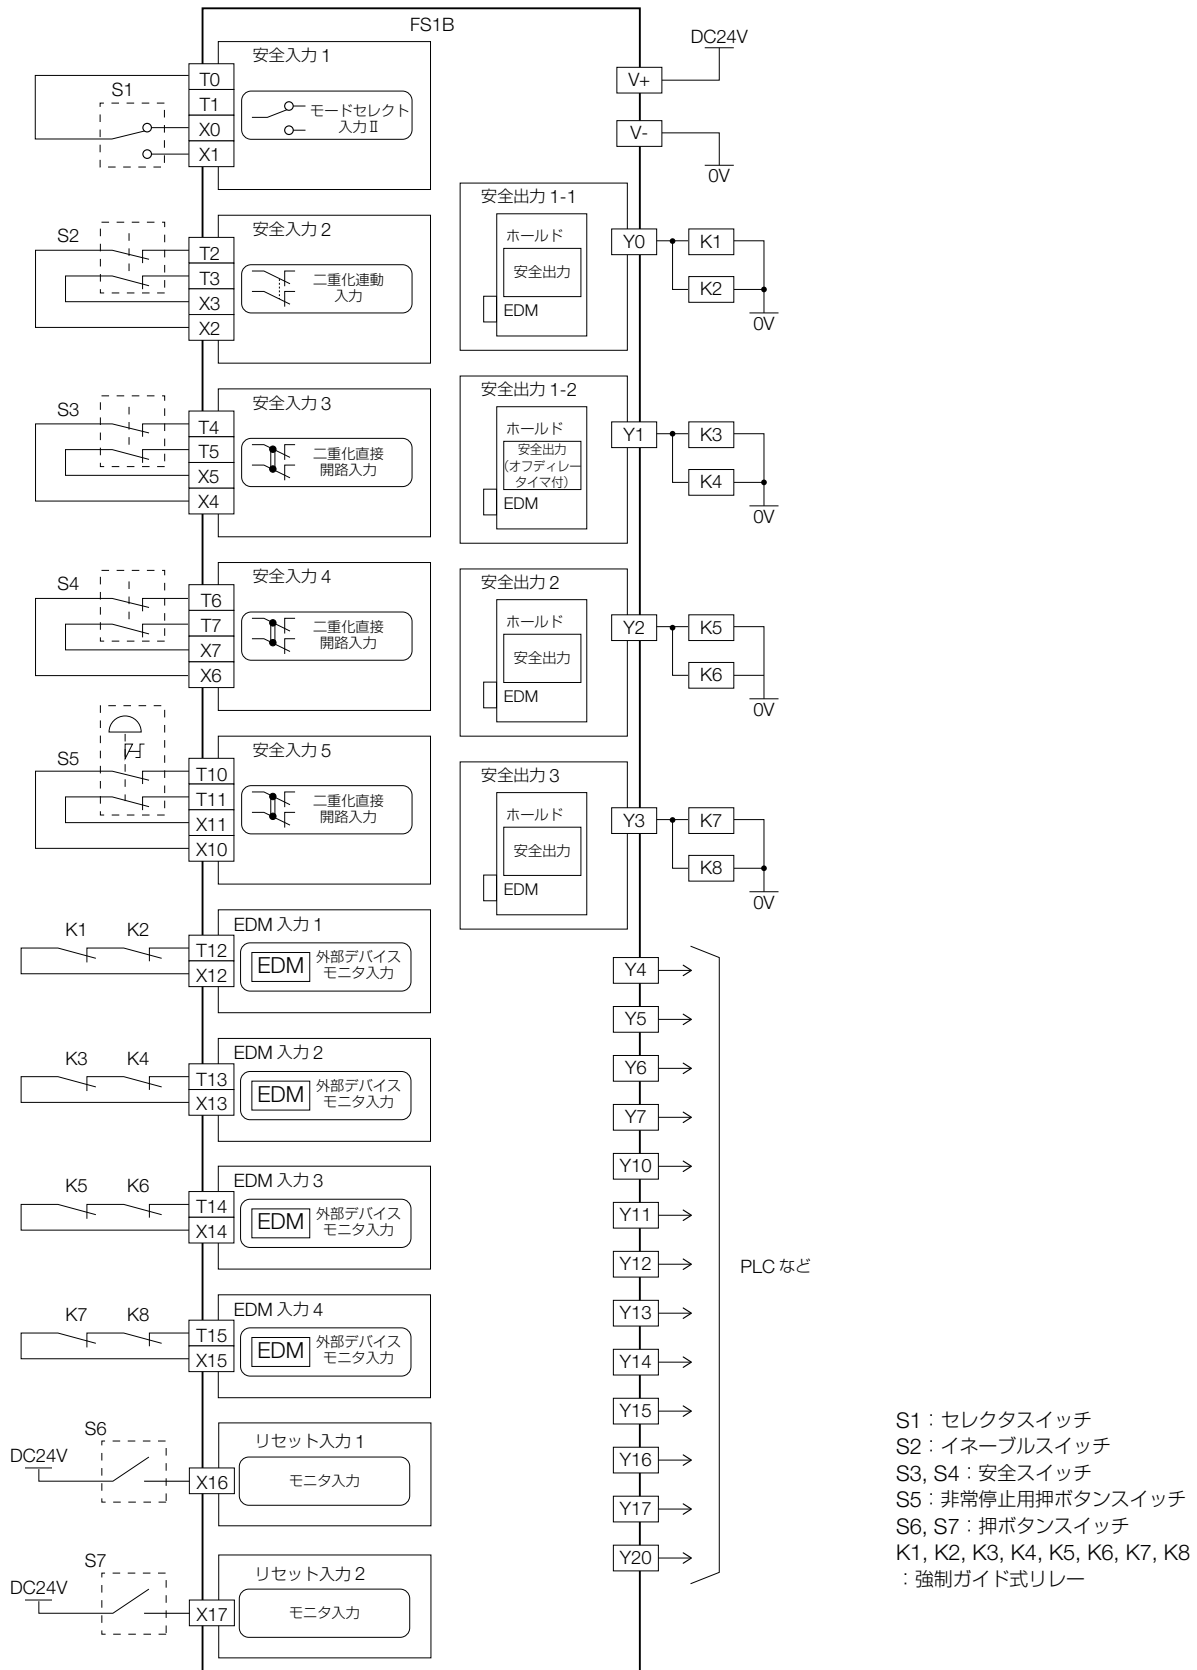 FS1B
安全入力 1
S1
T0
T1
X0
X1
モードセレクト
入力Ⅱ
DC24V
V+
V-
0V
安全入力 2
S2
T2
T3
X3
X2
二重化連動
入力
安全入力 3
S3
T4
T5
X5
X4
二重化直接
開路入力
安全入力 4
S4
T6
T7
X7
X6
二重化直接
開路入力
安全入力 5
S5
T10
T11
X11
X10
二重化直接
開路入力
EDM 入力 1
K1 K2
T12
X12
EDM
外部デバイス
モニタ入力
EDM 入力 2
K3 K4
T13
X13
EDM
外部デバイス
モニタ入力
EDM 入力 3
K5 K6
T14
X14
EDM
外部デバイス
モニタ入力
EDM 入力 4
K7 K8
T15
X15
EDM
外部デバイス
モニタ入力
リセット入力 1
S6
DC24V
X16
モニタ入力
リセット入力 2
S7
DC24V
X17
モニタ入力
安全出力 1-1
ホールド
安全出力
EDM
Y0
K1
K2
0V
安全出力 1-2
ホールド
安全出力
(オフディレー
タイマ付)
EDM
Y1
K3
K4
0V
安全出力 2
ホールド
安全出力
EDM
Y2
K5
K6
0V
安全出力 3
ホールド
安全出力
EDM
Y3
K7
K8
0V
Y4
Y5
Y6
Y7
Y10
Y11
Y12
Y13
Y14
Y15
Y16
Y17
Y20
PLC など
S1：セレクタスイッチ
S2：イネーブルスイッチ
S3, S4：安全スイッチ
S5：非常停止用押ボタンスイッチ
S6, S7：押ボタンスイッチ
K1, K2, K3, K4, K5, K6, K7, K8
：強制ガイド式リレー